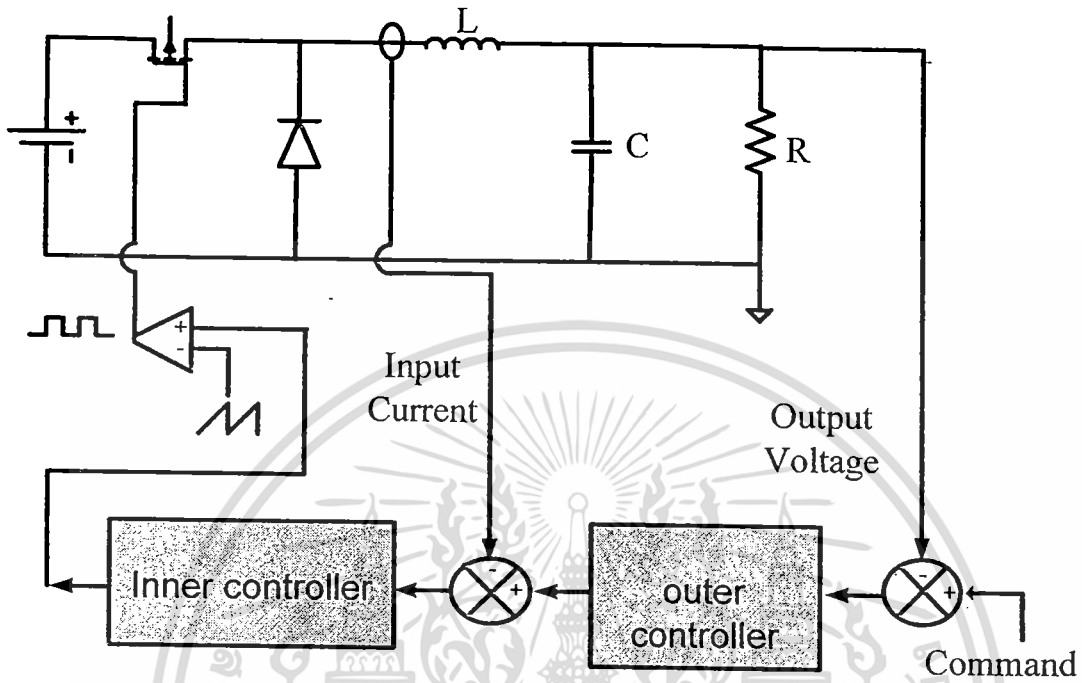 L
+
-
C
R
+
-
Input
Current
Output
Voltage
-
+
-
+
Inner controller
outer
controller
Command